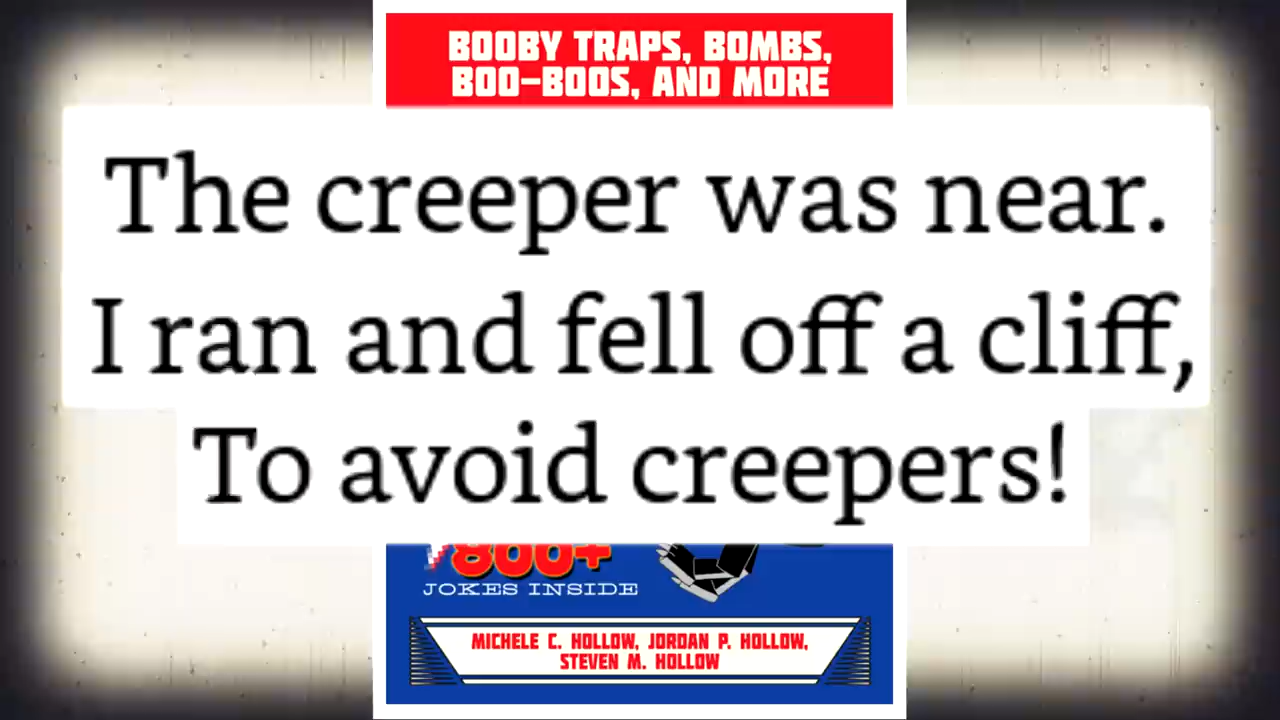 BOOBY TRAPS, BOMBS,
BOO-BOOS, AND MORE
The creeper was near.
I ran and fell off a cliff,
To avoid creepers!
800+
JOKES INSIDE
MICHELE C. HOLLOW, JORDAN P. HOLLOW,
STEVEN M. HOLLOW